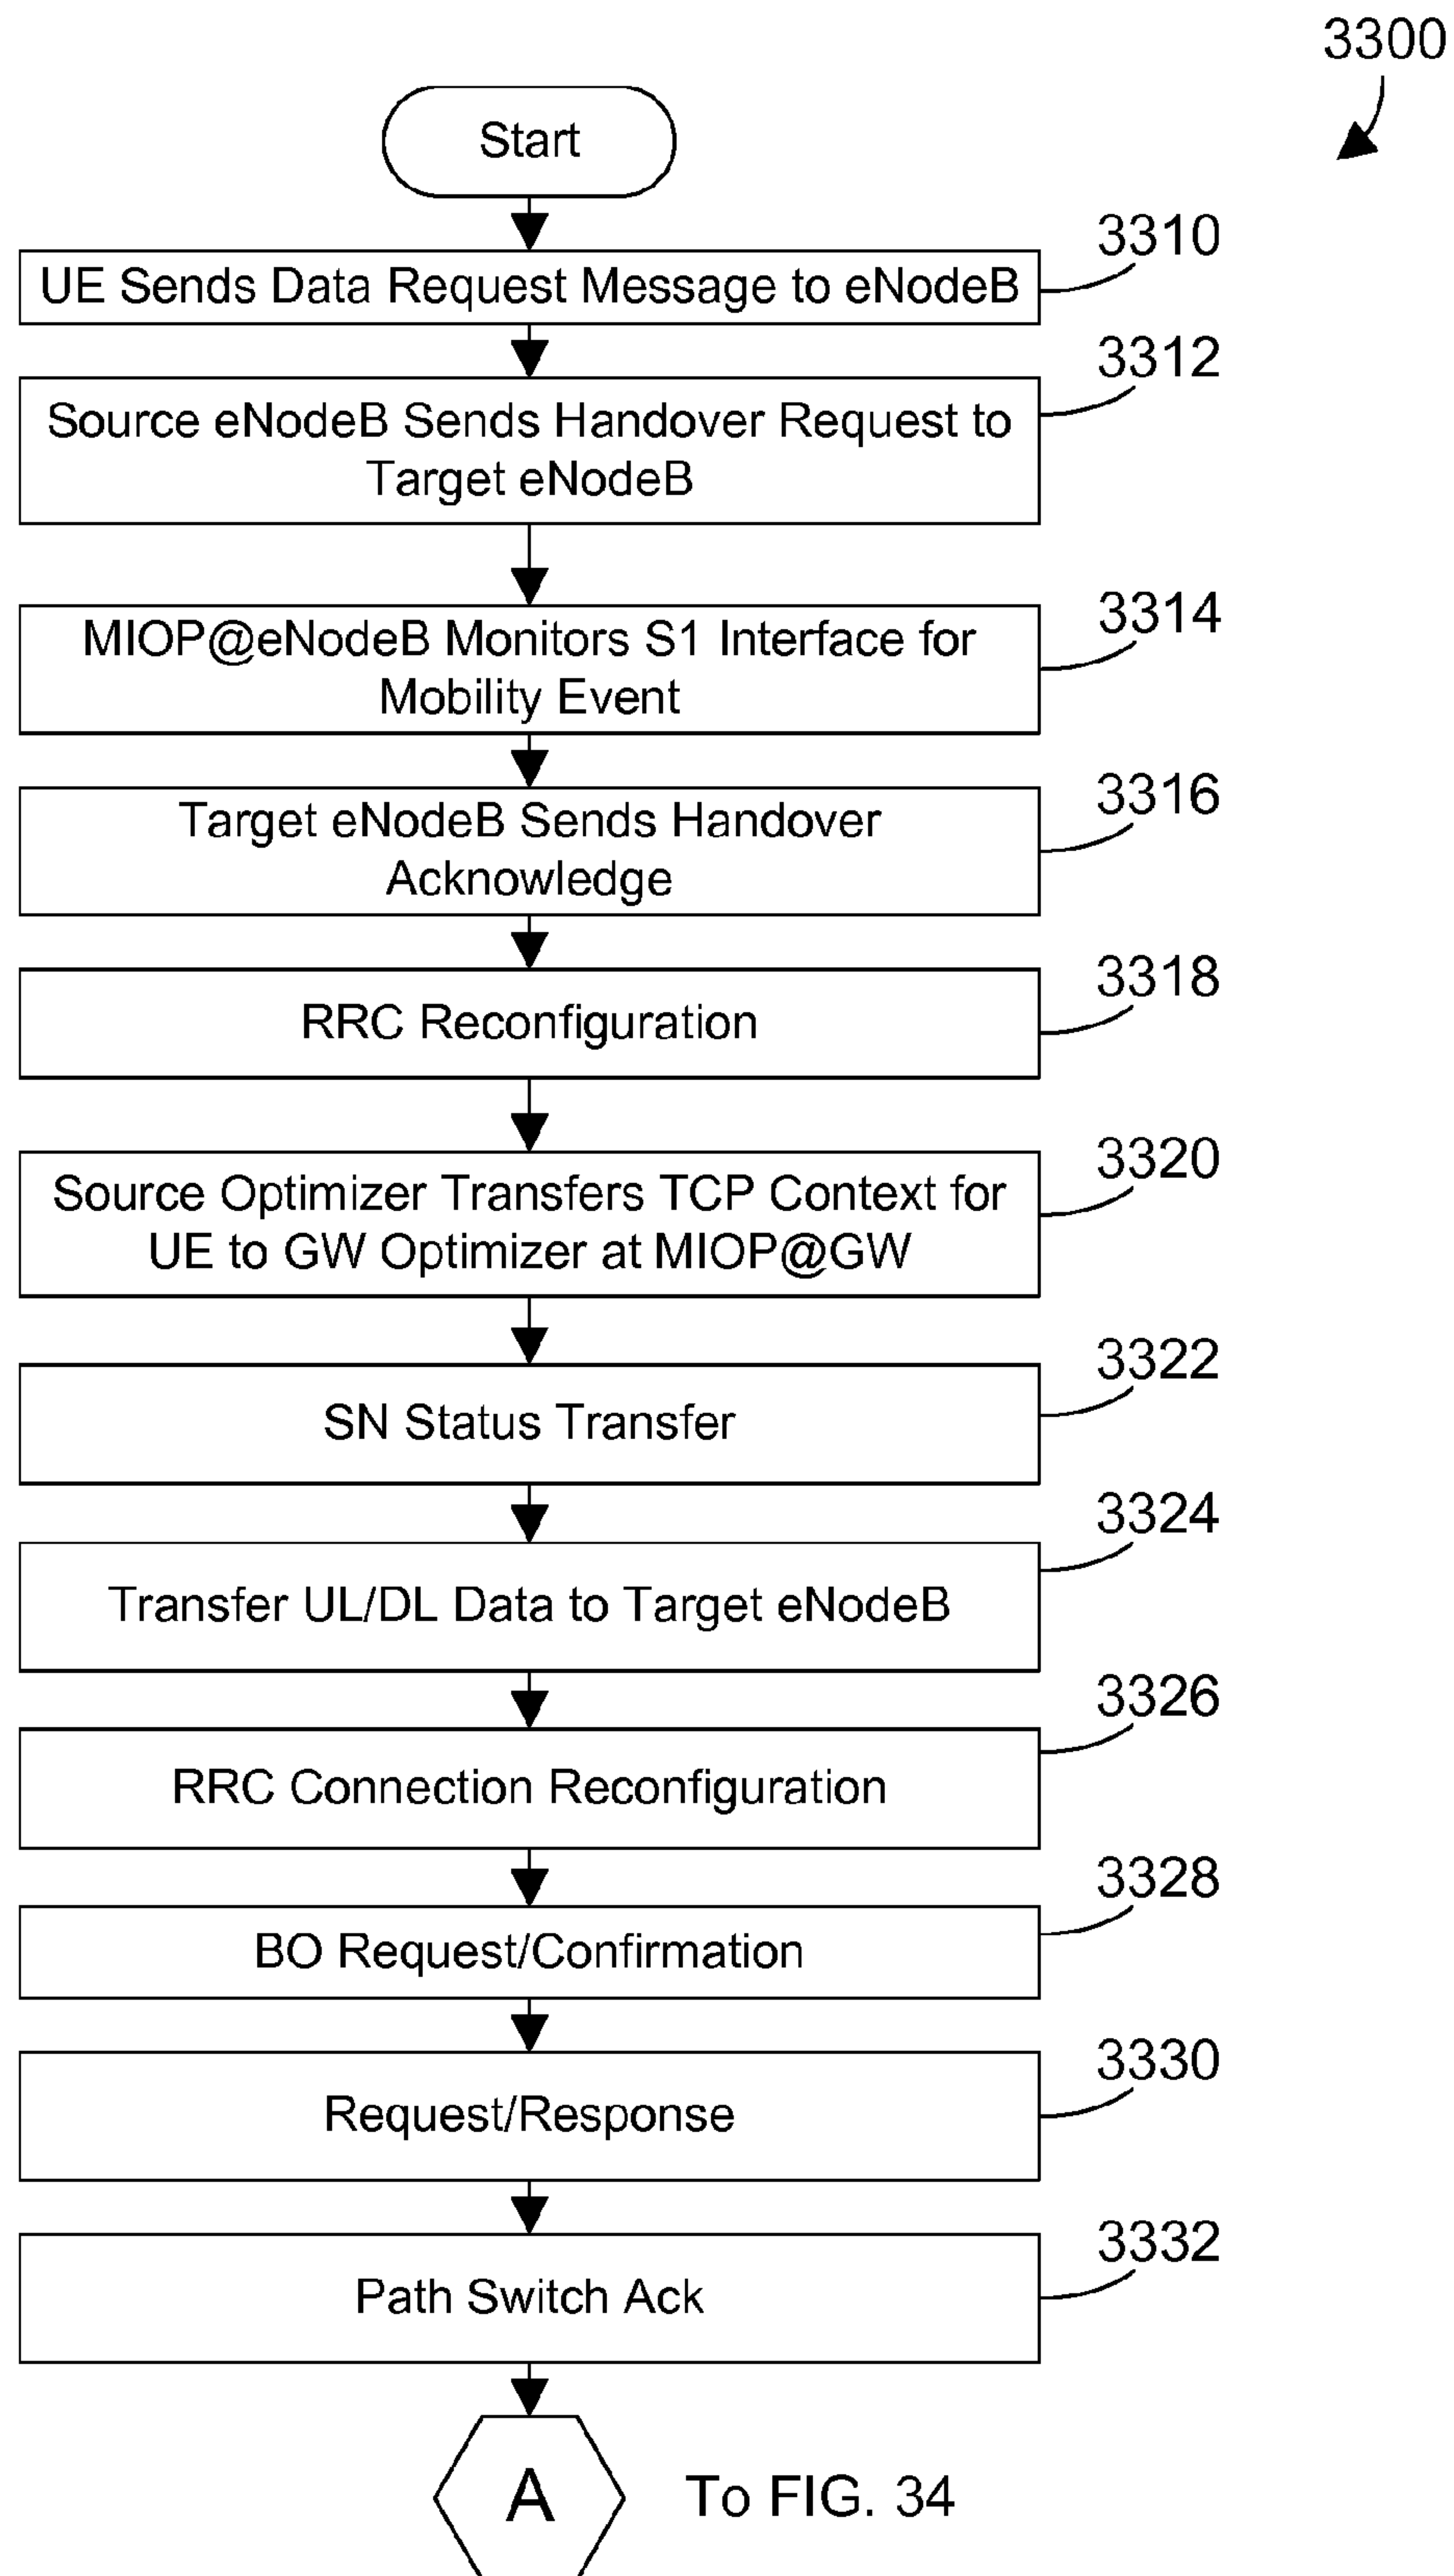 3300
Start
3310
UE Sends Data Request Message to eNodeB
3312
Source eNodeB Sends Handover Request to
Target eNodeB
3314
MIOP@eNodeB Monitors S1 Interface for
Mobility Event
3316
Target eNodeB Sends Handover
Acknowledge
3318
RRC Reconfiguration
3320
Source Optimizer Transfers TCP Context for
UE to GW Optimizer at MIOP@GW
3322
SN Status Transfer
3324
Transfer UL/DL Data to Target eNodeB
3326
RRC Connection Reconfiguration
3328
BO Request/Confirmation
3330
Request/Response
3332
Path Switch Ack
A To FIG. 34